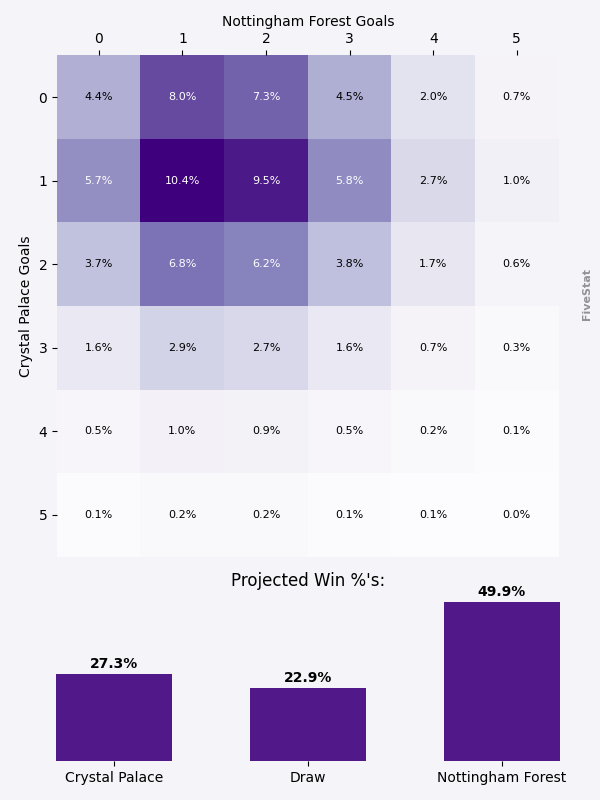 Nottingham Forest Goals
0 1 2 3 4 5
0 4.4% 8.0% 7.3% 4.5% 2.0% 0.7%
1 5.7% 10.4% 9.5% 5.8% 2.7% 1.0%
2 3.7% 6.8% 6.2% 3.8% 1.7% 0.6%
3 1.6% 2.9% 2.7% 1.6% 0.7% 0.3%
4 0.5% 1.0% 0.9% 0.5% 0.2% 0.1%
5 0.1% 0.2% 0.2% 0.1% 0.1% 0.0%
Crystal Palace Goals
FiveStat
Projected Win %'s:
27.3% 22.9% 49.9%
Crystal Palace Draw Nottingham Forest